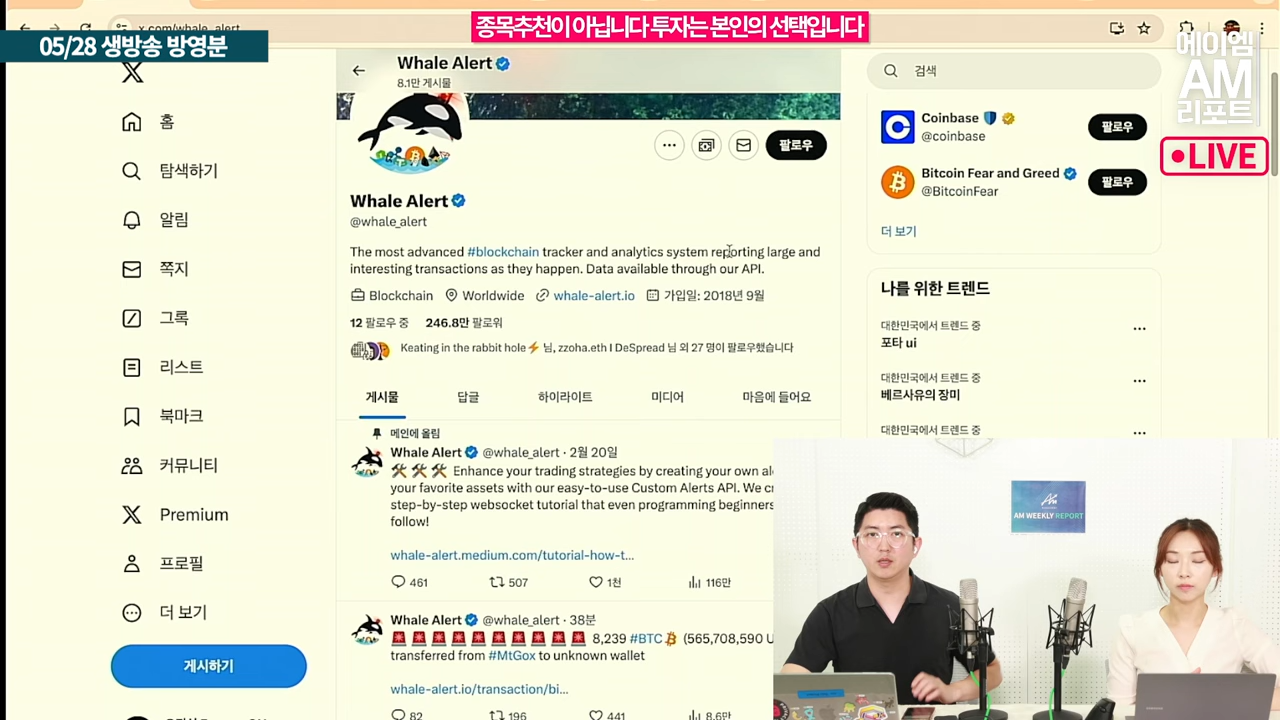 종목추천이 아닙니다 투자는 본인의 선택입니다
x.com/whale_alert
05/28 생방송 방영분
에이엠
AM
리포트
LIVE
홈
탐색하기
알림
쪽지
그록
리스트
북마크
커뮤니티
Premium
프로필
더 보기
게시하기
Whale Alert
8.1만 게시물
팔로우
Whale Alert
@whale_alert
The most advanced #blockchain tracker and analytics system reporting large and
interesting transactions as they happen. Data available through our API.
Blockchain Worldwide whale-alert.io 가입일: 2018년 9월
12 팔로우 중 246.8만 팔로워
Keating in the rabbit hole⚡ 님, zzoha.eth l DeSpread 님 외 27 명이 팔로우했습니다
게시물 답글 하이라이트 미디어 마음에 들어요
메인에 올림
Whale Alert @whale_alert · 2월 20일
Enhance your trading strategies by creating your own al
your favorite assets with our easy-to-use Custom Alerts API. We cr
step-by-step websocket tutorial that even programming beginners
follow!
whale-alert.medium.com/tutorial-how-t...
461 507 1천 116만
Whale Alert @whale_alert · 38분
8,239 #BTC (565,708,590 U
transferred from #MtGox to unknown wallet
whale-alert.io/transaction/bi...
82 196 441 8.6만
검색
Coinbase
@coinbase
팔로우
Bitcoin Fear and Greed
@BitcoinFear
팔로우
더 보기
나를 위한 트렌드
대한민국에서 트렌드 중
포타 ui
대한민국에서 트렌드 중
베르사유의 장미
대한민국에서 트렌드 중
AM WEEKLY REPORT